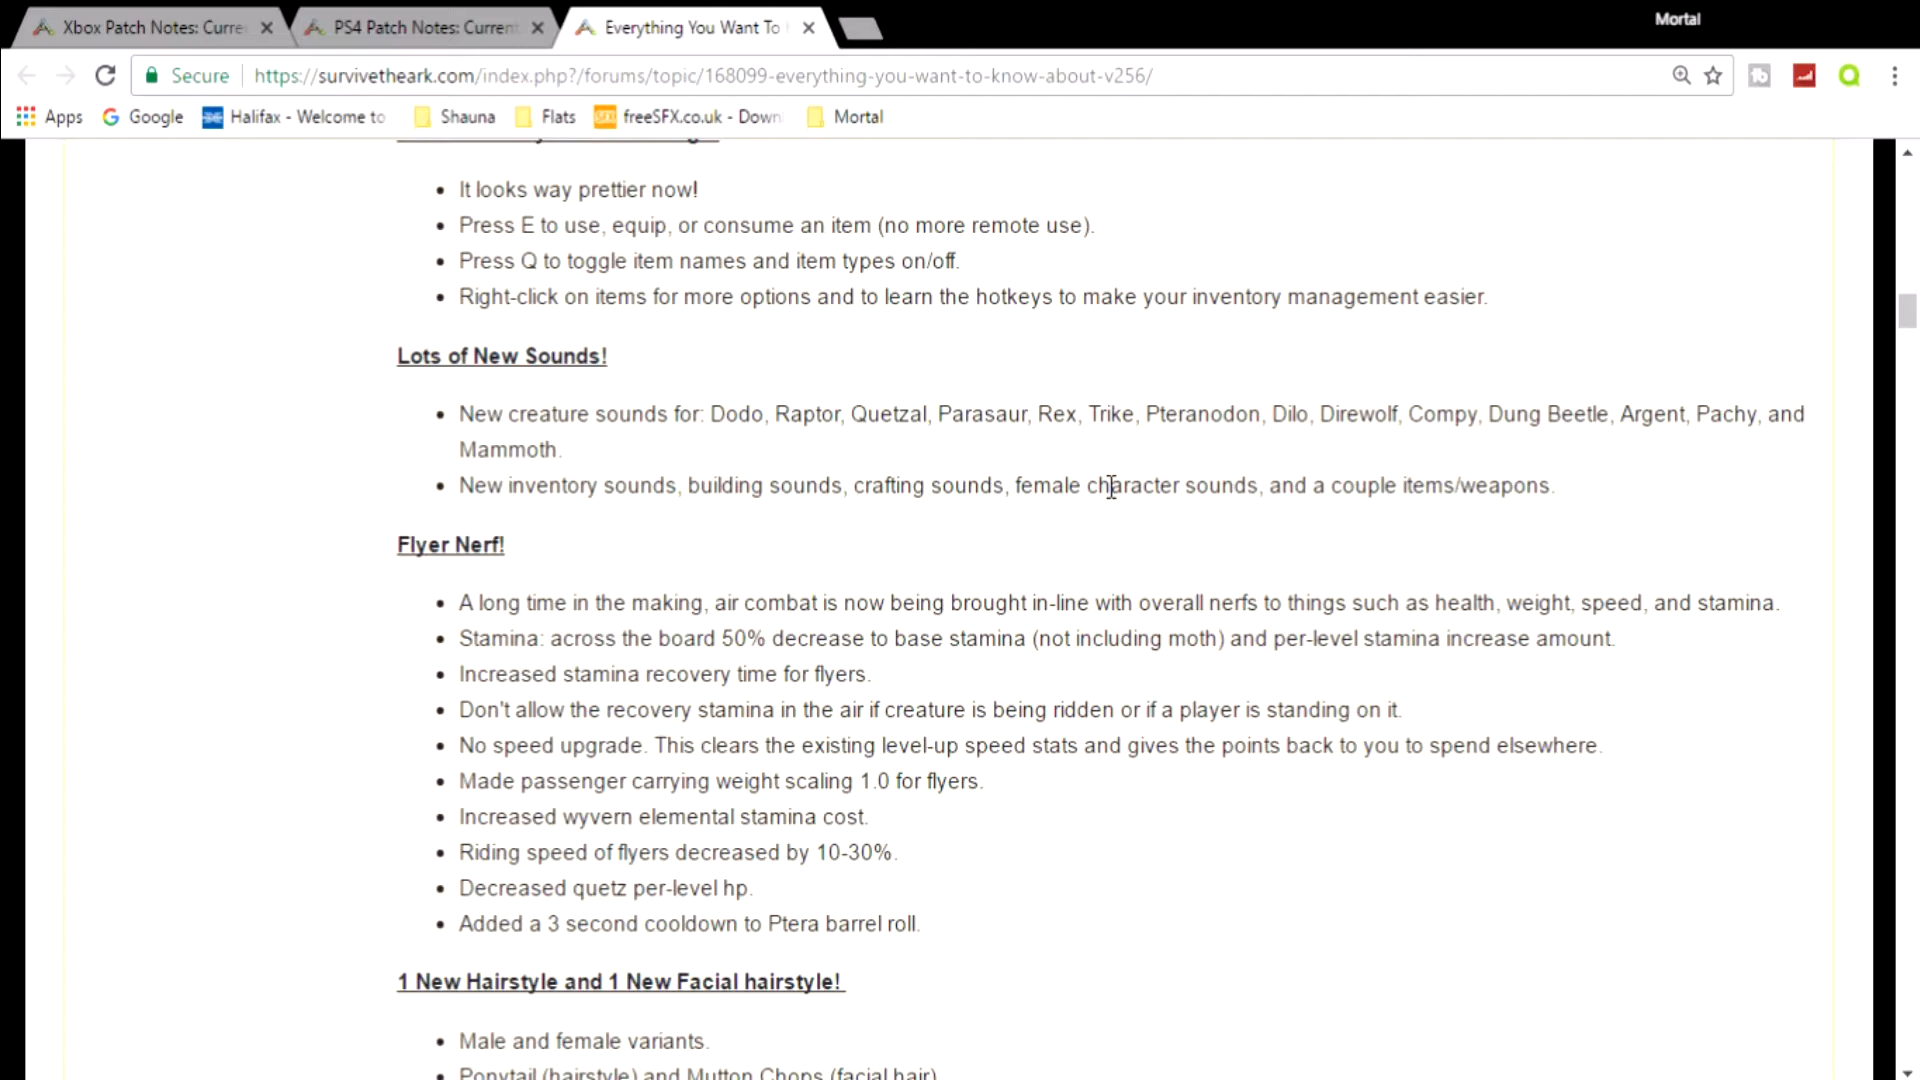 Mortal
Xbox Patch Notes: Curre
PS4 Patch Notes: Current
Everything You Want To
Secure
https://survivetheark.com/index.php?/forums/topic/168099-everything-you-want-to-know-about-v256/
Apps
Google
Halifax - Welcome to
Shauna
Flats
freeSFX.co.uk - Down
Mortal
• It looks way prettier now!
• Press E to use, equip, or consume an item (no more remote use).
• Press Q to toggle item names and item types on/off.
• Right-click on items for more options and to learn the hotkeys to make your inventory management easier.
Lots of New Sounds!
• New creature sounds for: Dodo, Raptor, Quetzal, Parasaur, Rex, Trike, Pteranodon, Dilo, Direwolf, Compy, Dung Beetle, Argent, Pachy, and
Mammoth.
• New inventory sounds, building sounds, crafting sounds, female character sounds, and a couple items/weapons.
Flyer Nerf!
• A long time in the making, air combat is now being brought in-line with overall nerfs to things such as health, weight, speed, and stamina.
• Stamina: across the board 50% decrease to base stamina (not including moth) and per-level stamina increase amount.
• Increased stamina recovery time for flyers.
• Don't allow the recovery stamina in the air if creature is being ridden or if a player is standing on it.
• No speed upgrade. This clears the existing level-up speed stats and gives the points back to you to spend elsewhere.
• Made passenger carrying weight scaling 1.0 for flyers.
• Increased wyvern elemental stamina cost.
• Riding speed of flyers decreased by 10-30%.
• Decreased quetz per-level hp.
• Added a 3 second cooldown to Ptera barrel roll.
1 New Hairstyle and 1 New Facial hairstyle!
• Male and female variants.
• Ponytail (hairstyle) and Mutton Chops (facial hair)